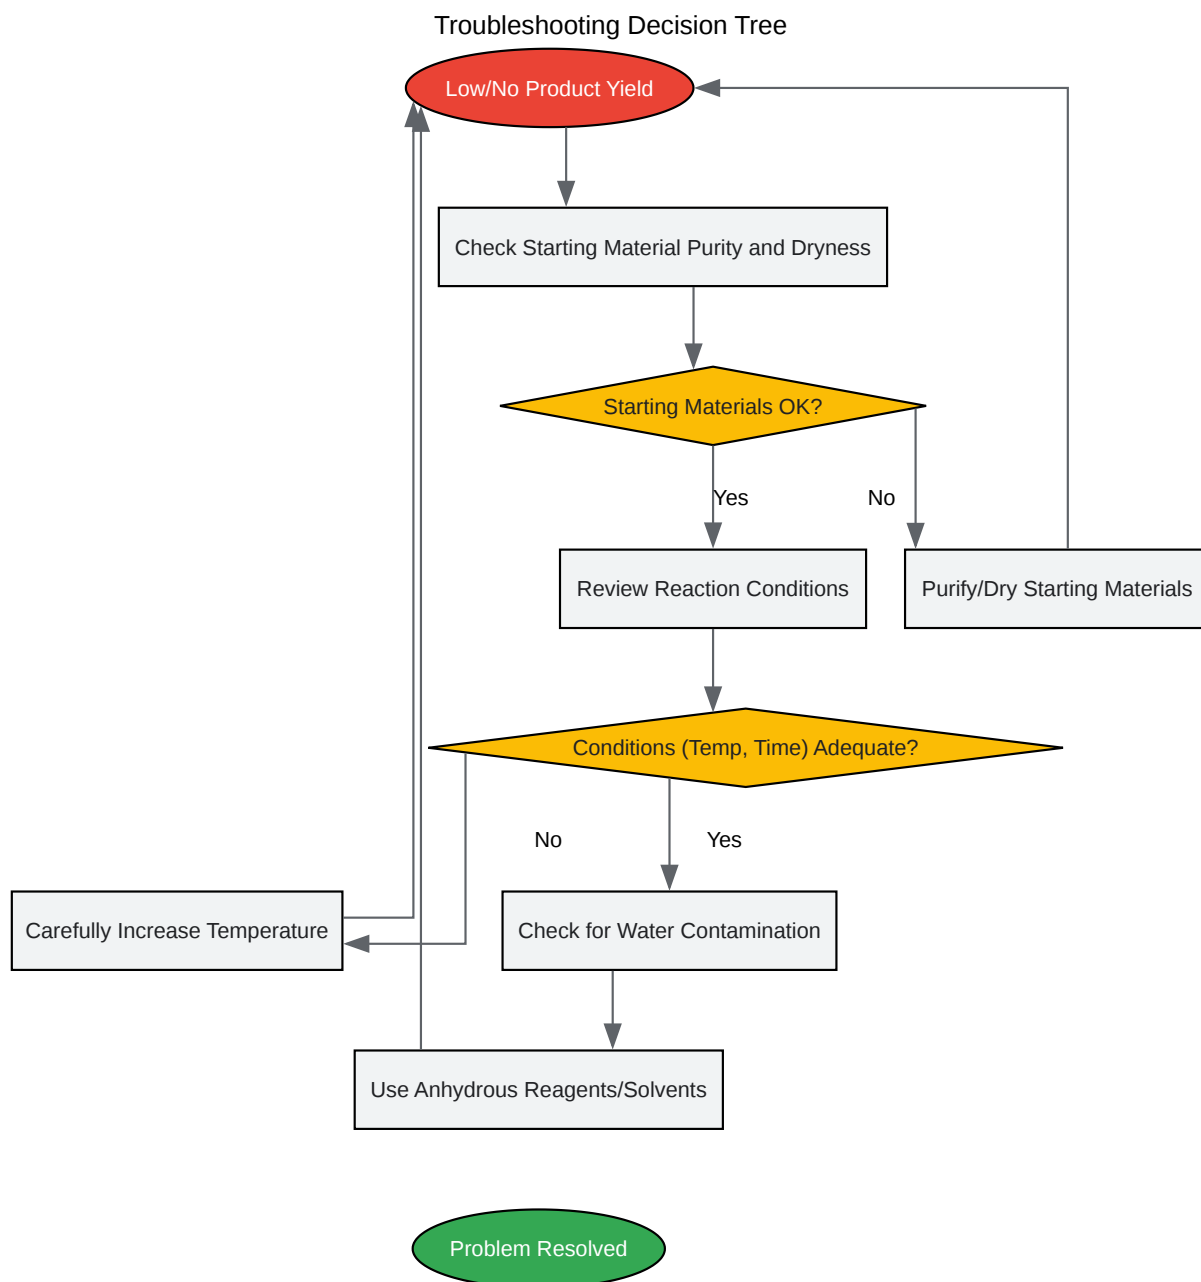 Troubleshooting Decision Tree
Low/No Product Yield
Check Starting Material Purity and Dryness
Starting Materials OK?
Yes
No
Review Reaction Conditions
Purify/Dry Starting Materials
Conditions (Temp, Time) Adequate?
No
Yes
Carefully Increase Temperature
Check for Water Contamination
Use Anhydrous Reagents/Solvents
Problem Resolved